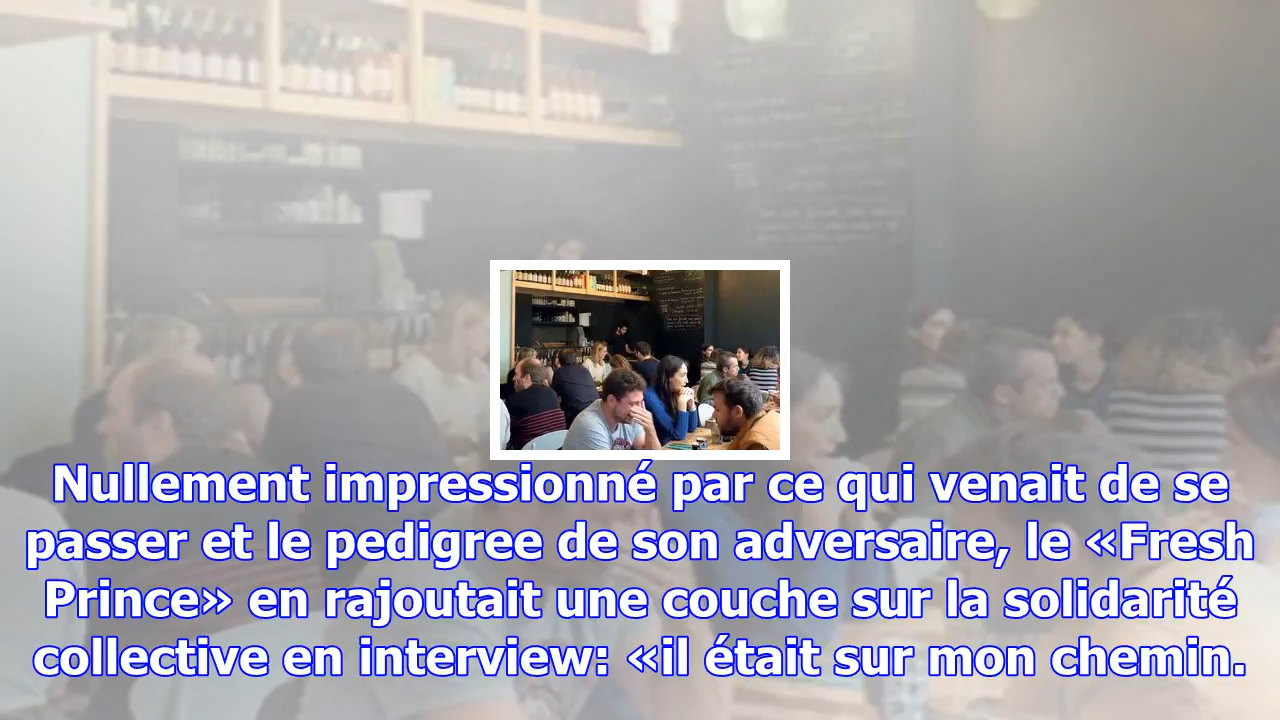 Nullement impressionné par ce qui venait de se
passer et le pedigree de son adversaire, le «Fresh
Prince» en rajoutait une couche sur la solidarité
collective en interview: «il était sur mon chemin.